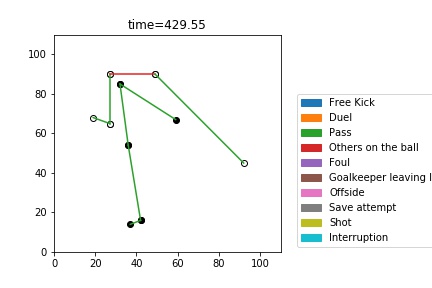 time=429.55
100
80
60
40
20
0
0 20 40 60 80 100
Free Kick
Duel
Pass
Others on the ball
Foul
Goalkeeper leaving l
Offside
Save attempt
Shot
Interruption